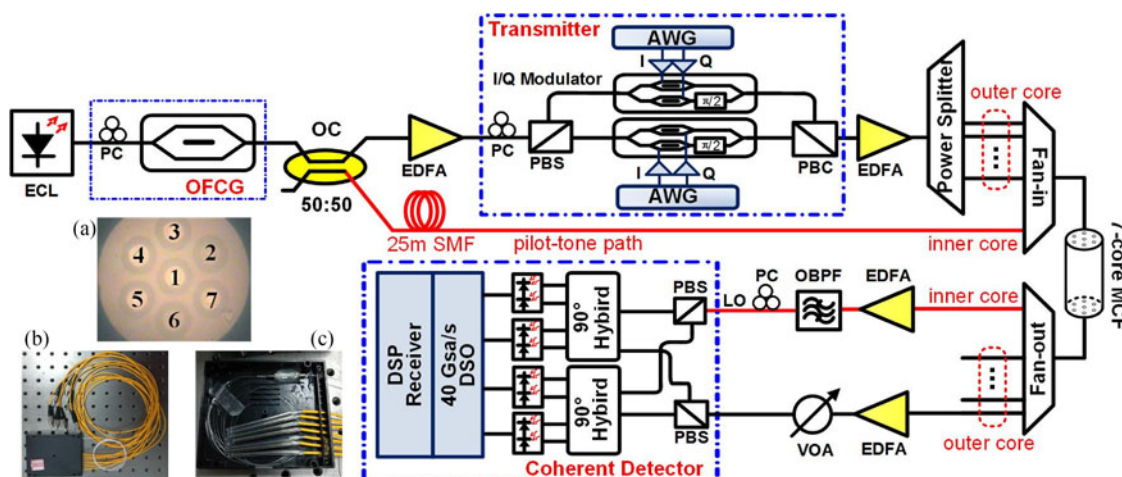 Transmitter
AWG
I
Q
I/Q Modulator
π/2
π/2
I
Q
AWG
PBS
PBC
ECL
PC
OFCG
OC
50:50
EDFA
PC
EDFA
Power Splitter
outer core
Fan-in
25m SMF
pilot-tone path
inner core
7-core MCF
(a)
3
4
2
1
5
7
6
(b)
(c)
DSP
Receiver
40 Gsa/s
DSO
90°
Hybird
90°
Hybird
PBS
PBS
Coherent Detector
LO
PC
OBPF
EDFA
inner core
Fan-out
VOA
EDFA
outer core